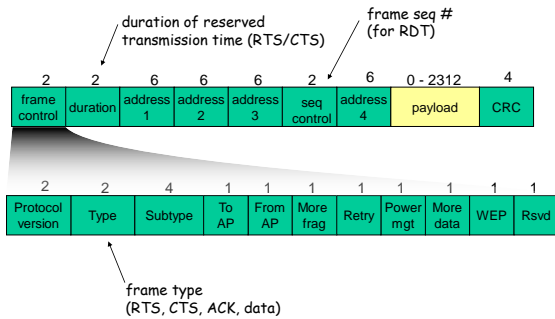 frame seq #
(for RDT)
duration of reserved
transmission time (RTS/CTS)
2 2 6 6 6 2 6 0 - 2312 4
frame control duration address 1 address 2 address 3 seq control address 4 payload CRC
2 2 4 1 1 1 1 1 1 1 1
Protocol version Type Subtype To AP From AP More frag Retry Power mgt More data WEP Rsvd
frame type
(RTS, CTS, ACK, data)